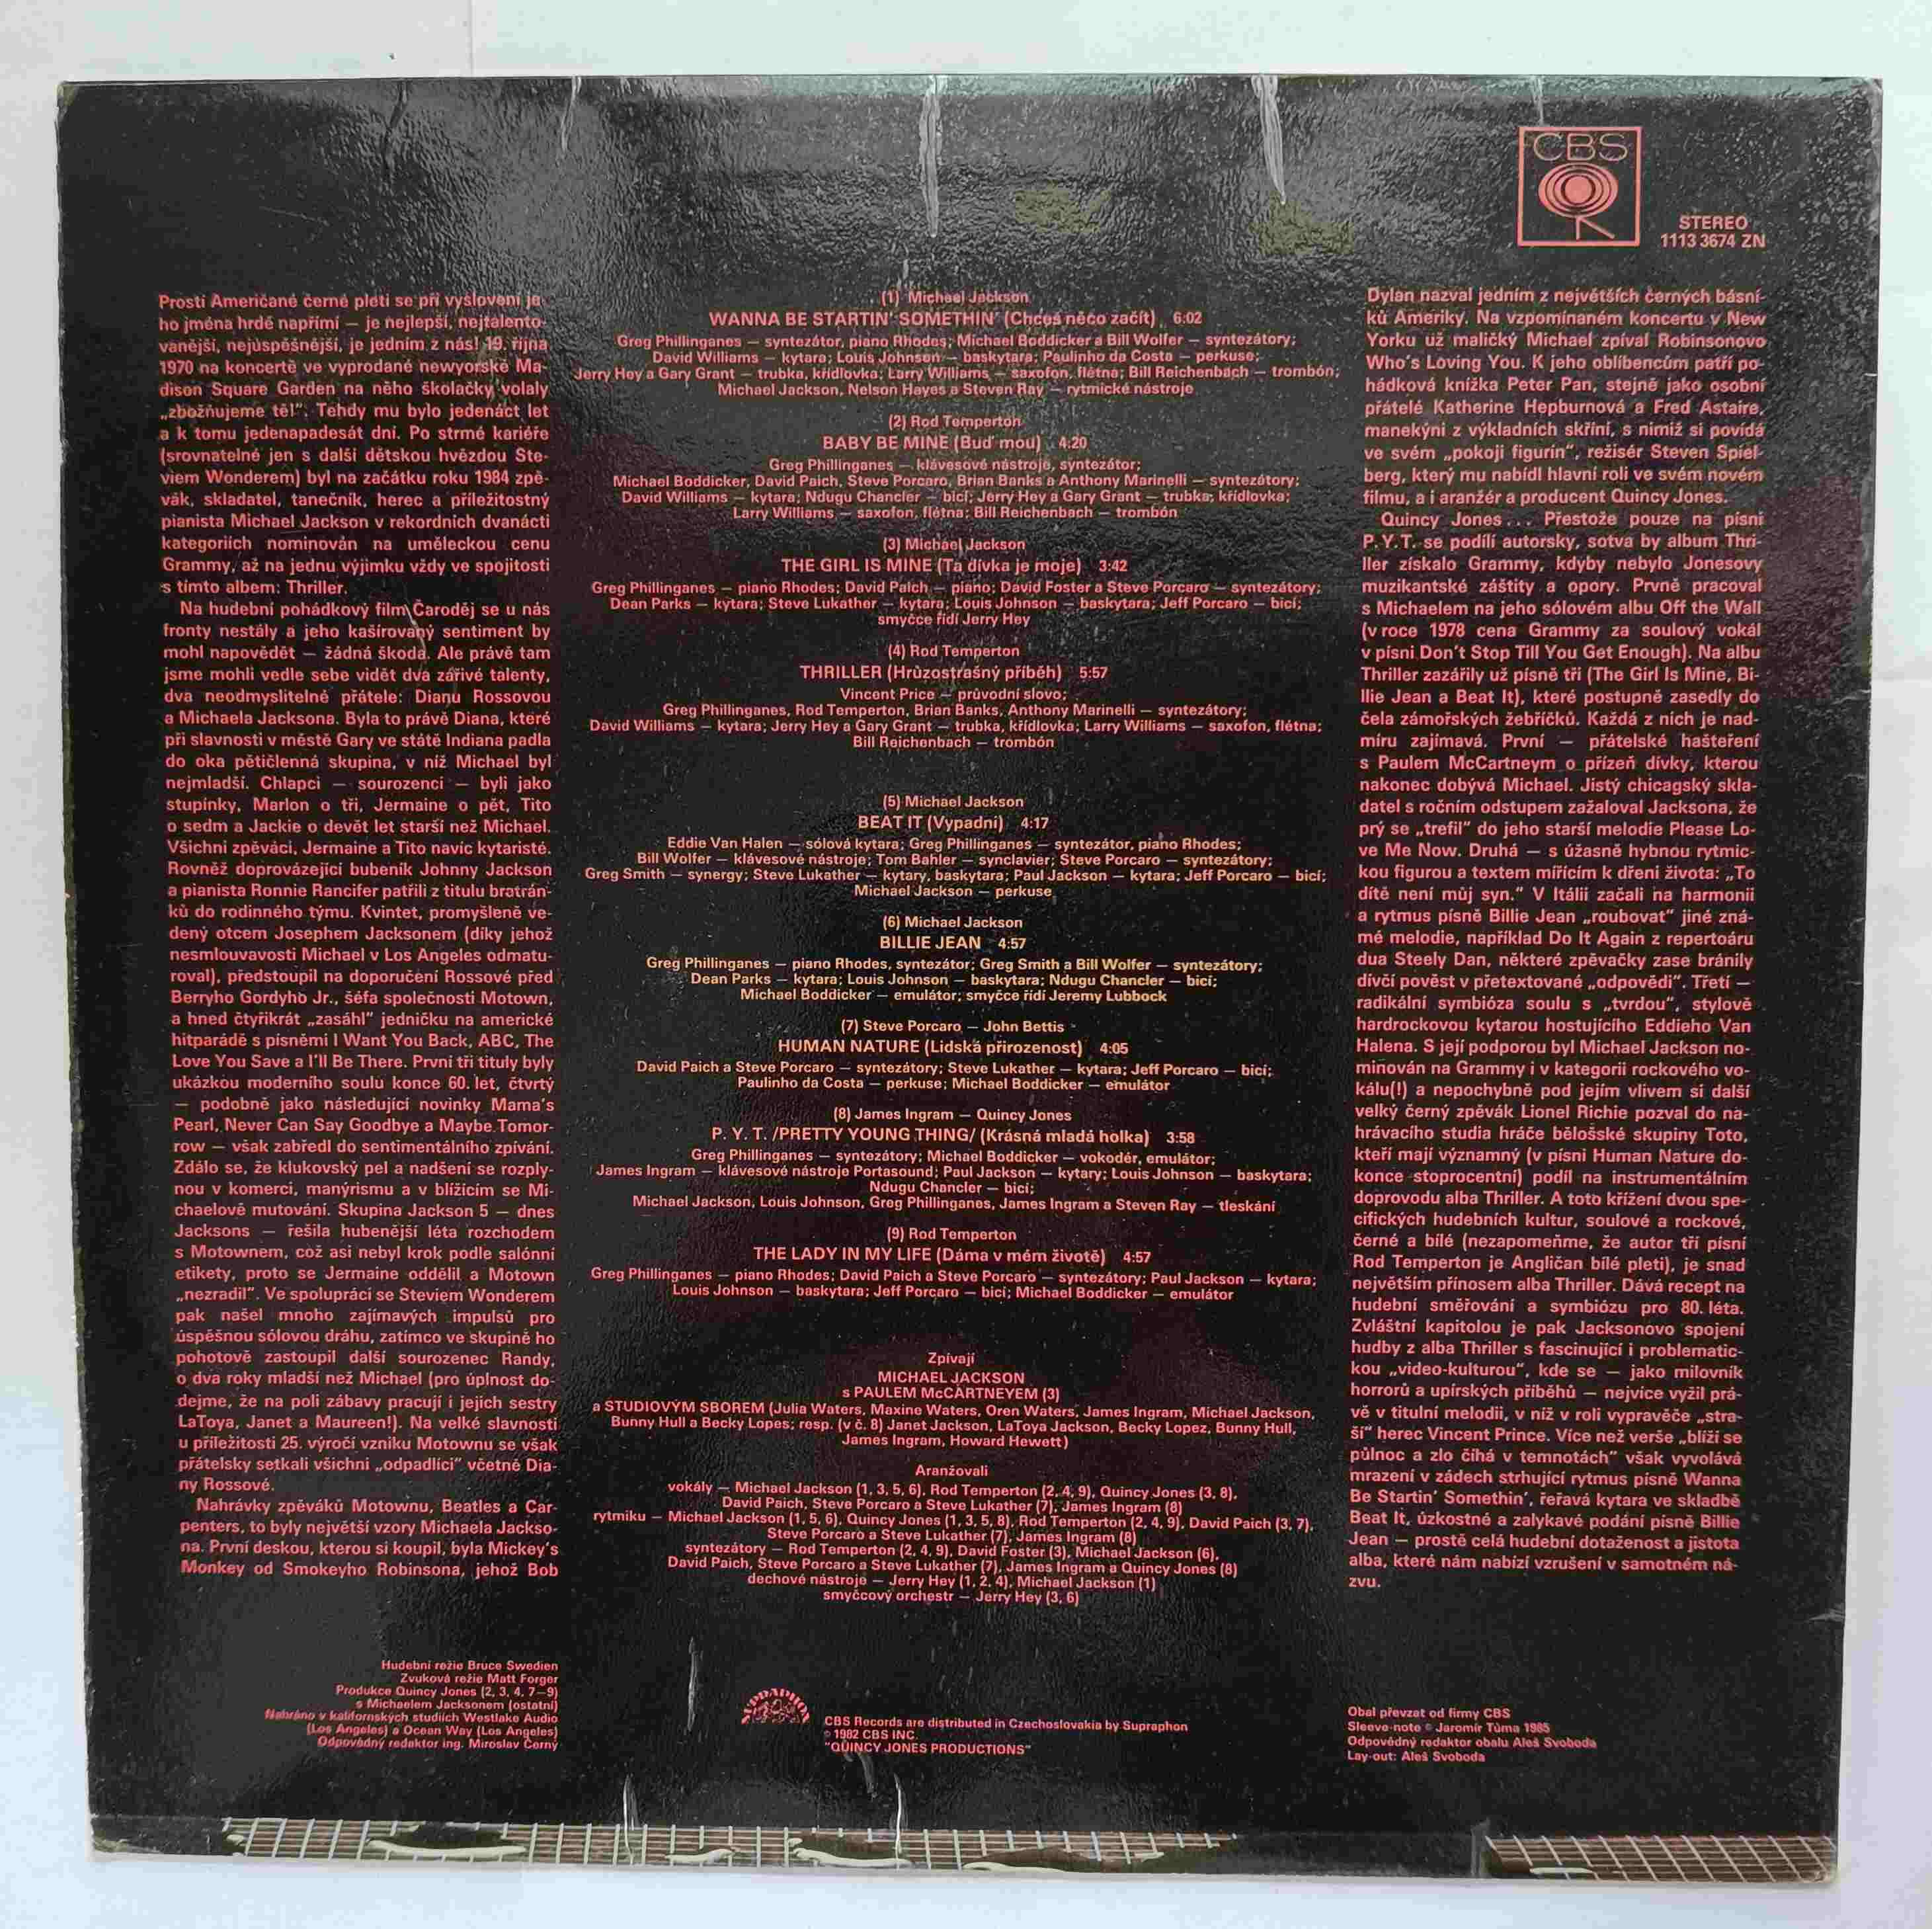 CBS
STEREO
1113 3674 ZN
Prostí Američané černé pleti se při vyslovení je-
ho jména hrdě napřímí — je nejlepší, nejtalento-
vanější, nejúspěšnější, je jedním z nás! 19. října
1970 na koncertě ve vyprodané newyorské Ma-
dison Square Garden na něho školačky volaly
„zbožňujeme tě!“. Tehdy mu bylo jedenáct let
a k tomu jedenapadesát dní. Po strmé kariéře
(srovnatelné jen s další dětskou hvězdou Ste-
viem Wonderem) byl na začátku roku 1984 zpě-
vák, skladatel, tanečník, herec a příležitostný
pianista Michael Jackson v rekordních dvanácti
kategoriích nominován na uměleckou cenu
Grammy, až na jednu výjimku vždy ve spojitosti
s tímto albem: Thriller.
Na hudební pohádkový film Čaroděj se u nás
fronty nestály a jeho kašírovaný sentiment by
mohl napovědět — žádná škoda. Ale právě tam
jsme mohli vedle sebe vidět dva zářivé talenty,
dva neodmyslitelné přátele: Dianu Rossovou
a Michaela Jacksona. Byla to právě Diana, které
při slavnosti v městě Gary ve státě Indiana padla
do oka pětičlenná skupina, v níž Michael byl
nejmladší. Chlapci — sourozenci — byli jako
stupínky, Marlon o tři, Jermaine o pět, Tito
o sedm a Jackie o devět let starší než Michael.
Všichni zpěváci, Jermaine a Tito navíc kytaristé.
Rovněž doprovázející bubeník Johnny Jackson
a pianista Ronnie Rancifer patřili z titulu bratrán-
ků do rodinného týmu. Kvintet, promyšleně ve-
dený otcem Josephem Jacksonem (díky jehož
nesmlouvavosti Michael v Los Angeles odmatu-
roval), předstoupil na doporučení Rossové před
Berryho Gordyho Jr., šéfa společnosti Motown,
a hned čtyřikrát „zasáhl“ jedničku na americké
hitparádě s písněmi I Want You Back, ABC, The
Love You Save a I'll Be There. První tři tituly byly
ukázkou moderního soulu konce 60. let, čtvrtý
— podobně jako následující novinky Mama's
Pearl, Never Can Say Goodbye a Maybe Tomor-
row — však zabředl do sentimentálního zpívání.
Zdálo se, že klukovský pel a nadšení se rozply-
nou v komerci, manýrismu a v blížícím se Mi-
chaelově mutování. Skupina Jackson 5 — dnes
Jacksons — řešila hubenější léta rozchodem
s Motownem, což asi nebyl krok podle salónní
etikety, proto se Jermaine oddělil a Motown
„nezradil“. Ve spolupráci se Steviem Wonderem
pak našel mnoho zajímavých impulsů pro
úspěšnou sólovou dráhu, zatímco ve skupině ho
pohotově zastoupil další sourozenec Randy,
o dva roky mladší než Michael (pro úplnost do-
dejme, že na poli zábavy pracují i jejich sestry
LaToya, Janet a Maureen!). Na velké slavnosti
u příležitosti 25. výročí vzniku Motownu se však
přátelsky setkali všichni „odpadlíci“ včetně Dia-
ny Rossové.
Nahrávky zpěváků Motownu, Beatles a Car-
penters, to byly největší vzory Michaela Jackso-
na. První deskou, kterou si koupil, byla Mickey's
Monkey od Smokeyho Robinsona, jehož Bob
(1) Michael Jackson
WANNA BE STARTIN' SOMETHIN' (Chceš něco začít) 6:02
Greg Phillinganes — syntezátor, piano Rhodes; Michael Boddicker a Bill Wolfer — syntezátory;
David Williams — kytara; Louis Johnson — baskytara; Paulinho da Costa — perkuse;
Jerry Hey a Gary Grant — trubka, křídlovka; Larry Williams — saxofon, flétna; Bill Reichenbach — trombón;
Michael Jackson, Nelson Hayes a Steven Ray — rytmické nástroje
(2) Rod Temperton
BABY BE MINE (Buď mou) 4:20
Greg Phillinganes — klávesové nástroje, syntezátor;
Michael Boddicker, David Paich, Steve Porcaro, Brian Banks a Anthony Marinelli — syntezátory;
David Williams — kytara; Ndugu Chancler — bicí; Jerry Hey a Gary Grant — trubka, křídlovka;
Larry Williams — saxofon, flétna; Bill Reichenbach — trombón
(3) Michael Jackson
THE GIRL IS MINE (Ta dívka je moje) 3:42
Greg Phillinganes — piano Rhodes; David Paich — piano; David Foster a Steve Porcaro — syntezátory;
Dean Parks — kytara; Steve Lukather — kytara; Louis Johnson — baskytara; Jeff Porcaro — bicí;
smyčce řídí Jerry Hey
(4) Rod Temperton
THRILLER (Hrůzostrašný příběh) 5:57
Vincent Price — průvodní slovo;
Greg Phillinganes, Rod Temperton, Brian Banks, Anthony Marinelli — syntezátory;
David Williams — kytara; Jerry Hey a Gary Grant — trubka, křídlovka; Larry Williams — saxofon, flétna;
Bill Reichenbach — trombón
(5) Michael Jackson
BEAT IT (Vypadni) 4:17
Eddie Van Halen — sólová kytara; Greg Phillinganes — syntezátor, piano Rhodes;
Bill Wolfer — klávesové nástroje; Tom Bahler — synclavier; Steve Porcaro — syntezátory;
Greg Smith — synergy; Steve Lukather — kytary, baskytara; Paul Jackson — kytara; Jeff Porcaro — bicí;
Michael Jackson — perkuse
(6) Michael Jackson
BILLIE JEAN 4:57
Greg Phillinganes — piano Rhodes, syntezátor; Greg Smith a Bill Wolfer — syntezátory;
Dean Parks — kytara; Louis Johnson — baskytara; Ndugu Chancler — bicí;
Michael Boddicker — emulátor; smyčce řídí Jeremy Lubbock
(7) Steve Porcaro — John Bettis
HUMAN NATURE (Lidská přirozenost) 4:05
David Paich a Steve Porcaro — syntezátory; Steve Lukather — kytara; Jeff Porcaro — bicí;
Paulinho da Costa — perkuse; Michael Boddicker — emulátor
(8) James Ingram — Quincy Jones
P. Y. T. /PRETTY YOUNG THING/ (Krásná mladá holka) 3:58
Greg Phillinganes — syntezátory; Michael Boddicker — vokodér, emulátor;
James Ingram — klávesové nástroje Portasound; Paul Jackson — kytary; Louis Johnson — baskytara;
Ndugu Chancler — bicí;
Michael Jackson, Louis Johnson, Greg Phillinganes, James Ingram a Steven Ray — tleskání
(9) Rod Temperton
THE LADY IN MY LIFE (Dáma v mém životě) 4:57
Greg Phillinganes — piano Rhodes; David Paich a Steve Porcaro — syntezátory; Paul Jackson — kytara;
Louis Johnson — baskytara; Jeff Porcaro — bicí; Michael Boddicker — emulátor
Zpívají
MICHAEL JACKSON
s PAULEM McCARTNEYEM (3)
a STUDIOVÝM SBOREM (Julia Waters, Maxine Waters, Oren Waters, James Ingram, Michael Jackson,
Bunny Hull a Becky Lopes; resp. (v č. 8) Janet Jackson, LaToya Jackson, Becky Lopez, Bunny Hull,
James Ingram, Howard Hewett)
Aranžovali
vokály — Michael Jackson (1, 3, 5, 6), Rod Temperton (2, 4, 9), Quincy Jones (3, 8),
David Paich, Steve Porcaro a Steve Lukather (7), James Ingram (8)
rytmiku — Michael Jackson (1, 5, 6), Quincy Jones (1, 3, 5, 8), Rod Temperton (2, 4, 9), David Paich (3, 7),
Steve Porcaro a Steve Lukather (7), James Ingram (8)
syntezátory — Rod Temperton (2, 4, 9), David Foster (3), Michael Jackson (6),
David Paich, Steve Porcaro a Steve Lukather (7), James Ingram a Quincy Jones (8)
dechové nástroje — Jerry Hey (1, 2, 4), Michael Jackson (1)
smyčcový orchestr — Jerry Hey (3, 6)
Dylan nazval jedním z největších černých básní-
ků Ameriky. Na vzpomínaném koncertu v New
Yorku už maličký Michael zpíval Robinsonovo
Who's Loving You. K jeho oblíbencům patří po-
hádková knížka Peter Pan, stejně jako osobní
přátelé Katherine Hepburnová a Fred Astaire,
manekýni z výkladních skříní, s nimiž si povídá
ve svém „pokoji figurín“, režisér Steven Spiel-
berg, který mu nabídl hlavní roli ve svém novém
filmu, a i aranžér a producent Quincy Jones.
Quincy Jones... Přestože pouze na písni
P.Y.T. se podílí autorsky, sotva by album Thri-
ller získalo Grammy, kdyby nebylo Jonesovy
muzikantské záštity a opory. Prvně pracoval
s Michaelem na jeho sólovém albu Off the Wall
(v roce 1978 cena Grammy za soulový vokál
v písni Don't Stop Till You Get Enough). Na albu
Thriller zazářily už písně tři (The Girl Is Mine, Bi-
llie Jean a Beat It), které postupně zasedly do
čela zámořských žebříčků. Každá z nich je nad-
míru zajímavá. První — přátelské hašteření
s Paulem McCartneym o přízeň dívky, kterou
nakonec dobývá Michael. Jistý chicagský skla-
datel s ročním odstupem zažaloval Jacksona, že
prý se „trefil“ do jeho starší melodie Please Lo-
ve Me Now. Druhá — s úžasně hybnou rytmic-
kou figurou a textem mířícím k dřeni života: „To
dítě není můj syn.“ V Itálii začali na harmonii
a rytmus písně Billie Jean „roubovat“ jiné zná-
mé melodie, například Do It Again z repertoáru
dua Steely Dan, některé zpěvačky zase bránily
dívčí pověst v přetextované „odpovědi“. Třetí —
radikální symbióza soulu s „tvrdou“, stylově
hardrockovou kytarou hostujícího Eddieho Van
Halena. S její podporou byl Michael Jackson no-
minován na Grammy i v kategorii rockového vo-
kálu(!) a nepochybně pod jejím vlivem si další
velký černý zpěvák Lionel Richie pozval do na-
hrávacího studia hráče bělošské skupiny Toto,
kteří mají významný (v písni Human Nature do-
konce stoprocentní) podíl na instrumentálním
doprovodu alba Thriller. A toto křížení dvou spe-
cifických hudebních kultur, soulové a rockové,
černé a bílé (nezapomeňme, že autor tří písní
Rod Temperton je Angličan bílé pleti), je snad
největším přínosem alba Thriller. Dává recept na
hudební směřování a symbiózu pro 80. léta.
Zvláštní kapitolou je pak Jacksonovo spojení
hudby z alba Thriller s fascinující i problematic-
kou „video-kulturou“, kde se — jako milovník
horrorů a upírských příběhů — nejvíce vyžil prá-
vě v titulní melodii, v níž v roli vypravěče „stra-
ší“ herec Vincent Prince. Více než verše „blíží se
půlnoc a zlo číhá v temnotách“ však vyvolává
mrazení v zádech strhující rytmus písně Wanna
Be Startin' Somethin', řeřavá kytara ve skladbě
Beat It, úzkostné a zalykavé podání písně Billie
Jean — prostě celá hudební dotaženost a jistota
alba, které nám nabízí vzrušení v samotném ná-
zvu.
Hudební režie Bruce Swedien
Zvuková režie Matt Forger
Produkce Quincy Jones (2, 3, 4, 7—9)
s Michaelem Jacksonem (ostatní)
Nahráno v kalifornských studiích Westlake Audio
(Los Angeles) a Ocean Way (Los Angeles)
Odpovědný redaktor ing. Miroslav Černý
SUPRAPHON
CBS Records are distributed in Czechoslovakia by Supraphon
℗ 1982 CBS INC.
"QUINCY JONES PRODUCTIONS"
Obal převzat od firmy CBS
Sleeve-note © Jaromír Tůma 1985
Odpovědný redaktor obalu Aleš Svoboda
Lay-out: Aleš Svoboda